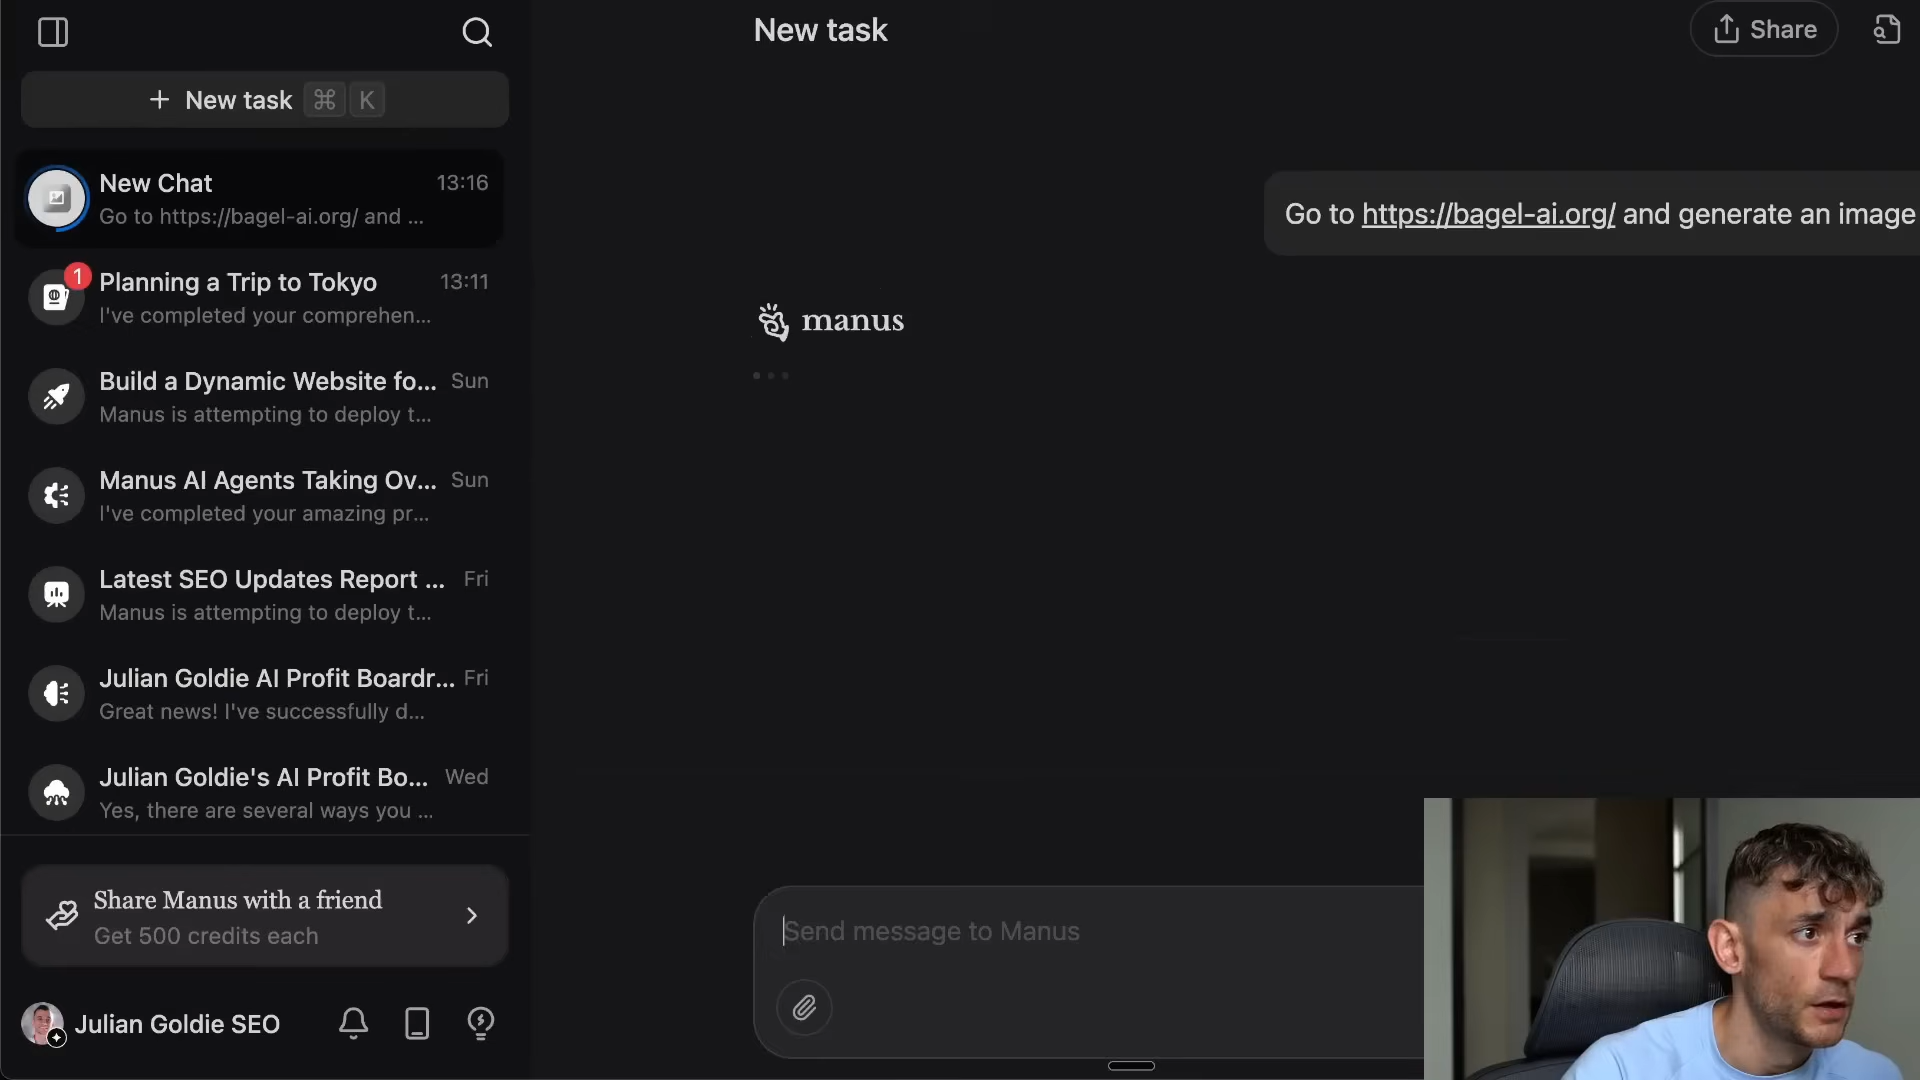 New task
Share
New task ⌘ K
New Chat 13:16
Go to https://bagel-ai.org/ and ...
1
Planning a Trip to Tokyo 13:11
I've completed your comprehen...
Build a Dynamic Website fo... Sun
Manus is attempting to deploy t...
Manus AI Agents Taking Ov... Sun
I've completed your amazing pr...
Latest SEO Updates Report ... Fri
Manus is attempting to deploy t...
Julian Goldie AI Profit Boardr... Fri
Great news! I've successfully d...
Julian Goldie's AI Profit Bo... Wed
Yes, there are several ways you ...
Share Manus with a friend
Get 500 credits each
Julian Goldie SEO
Go to https://bagel-ai.org/ and generate an image
manus
Send message to Manus